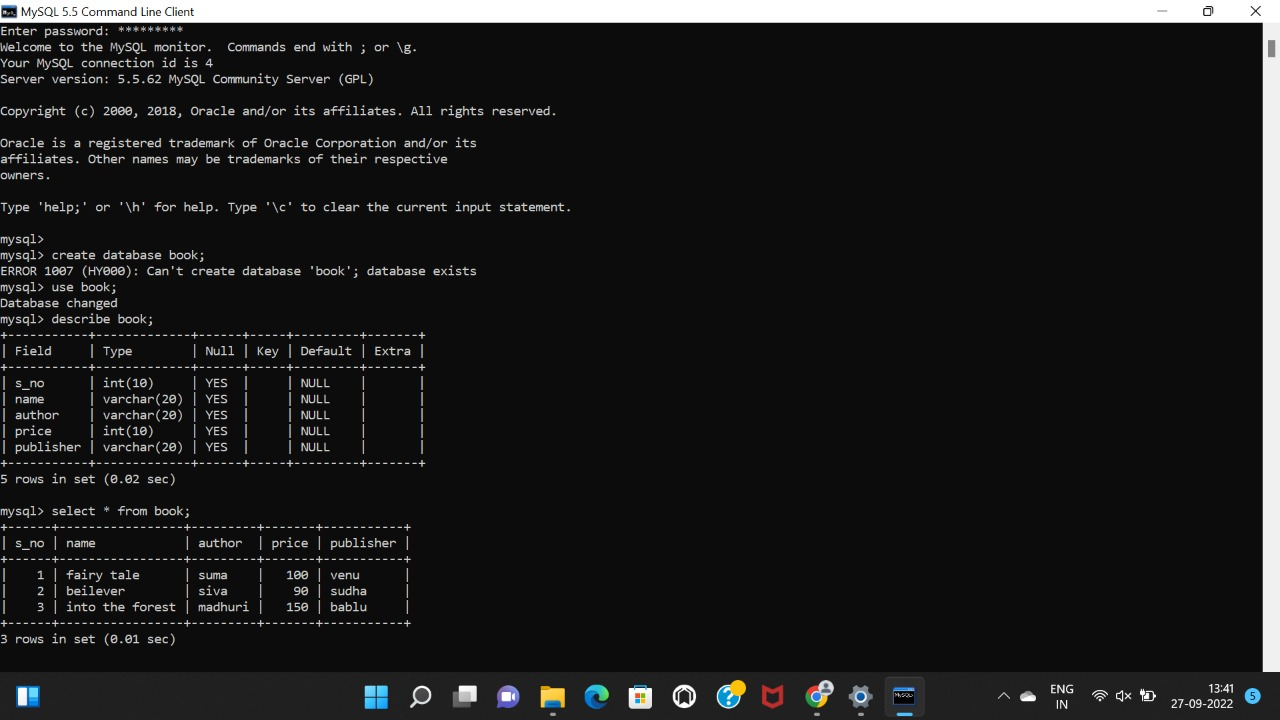 MySQL 5.5 Command Line Client
Enter password: *********
Welcome to the MySQL monitor.  Commands end with ; or \g.
Your MySQL connection id is 4
Server version: 5.5.62 MySQL Community Server (GPL)
Copyright (c) 2000, 2018, Oracle and/or its affiliates. All rights reserved.
Oracle is a registered trademark of Oracle Corporation and/or its
affiliates. Other names may be trademarks of their respective
owners.
Type 'help;' or '\h' for help. Type '\c' to clear the current input statement.
mysql>
mysql> create database book;
ERROR 1007 (HY000): Can't create database 'book'; database exists
mysql> use book;
Database changed
mysql> describe book;
+-----------+-------------+------+-----+---------+-------+
| Field     | Type        | Null | Key | Default | Extra |
+-----------+-------------+------+-----+---------+-------+
| s_no      | int(10)     | YES  |     | NULL    |       |
| name      | varchar(20) | YES  |     | NULL    |       |
| author    | varchar(20) | YES  |     | NULL    |       |
| price     | int(10)     | YES  |     | NULL    |       |
| publisher | varchar(20) | YES  |     | NULL    |       |
+-----------+-------------+------+-----+---------+-------+
5 rows in set (0.02 sec)
mysql> select * from book;
+------+-----------------+---------+-------+-----------+
| s_no | name            | author  | price | publisher |
+------+-----------------+---------+-------+-----------+
|    1 | fairy tale      | suma    |   100 | venu      |
|    2 | beilever        | siva    |    90 | sudha     |
|    3 | into the forest | madhuri |   150 | bablu     |
+------+-----------------+---------+-------+-----------+
3 rows in set (0.01 sec)
ENG
IN
13:41
27-09-2022
5